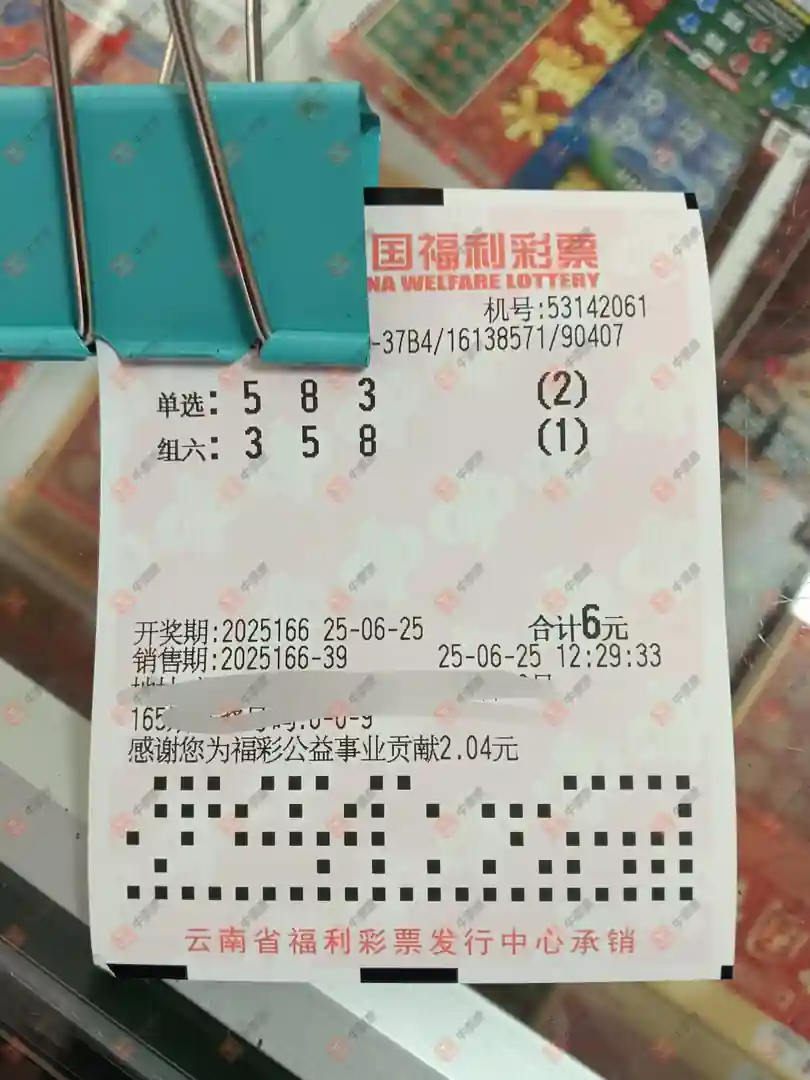 国福利彩票
NA WELFARE LOTTERY
机号:53142061
-37B4/16138571/90407
单选: 5 8 3 (2)
组六: 3 5 8 (1)
开奖期:2025166 25-06-25 合计6元
销售期:2025166-39 25-06-25 12:29:33
165
感谢您为福彩公益事业贡献2.04元
云南省福利彩票发行中心承销